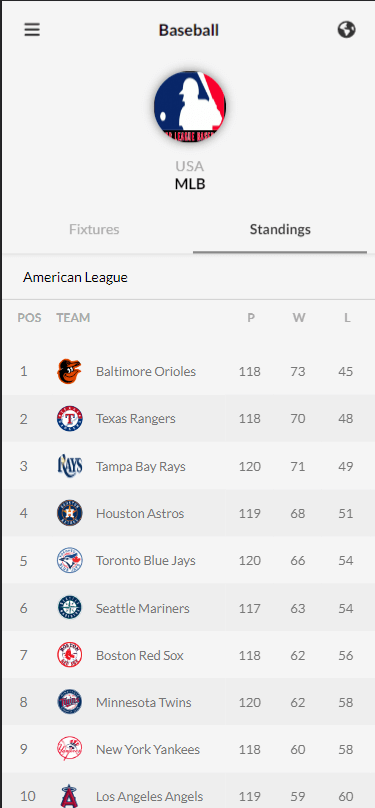 Baseball
USA
MLB
Fixtures Standings
American League
POS TEAM P W L
1 Baltimore Orioles 118 73 45
2 Texas Rangers 118 70 48
3 RAYS Tampa Bay Rays 120 71 49
4 Houston Astros 119 68 51
5 Toronto Blue Jays 120 66 54
6 Seattle Mariners 117 63 54
7 Boston Red Sox 118 62 56
8 Twins Minnesota Twins 120 62 58
9 New York Yankees 118 60 58
10 Los Angeles Angels 119 59 60